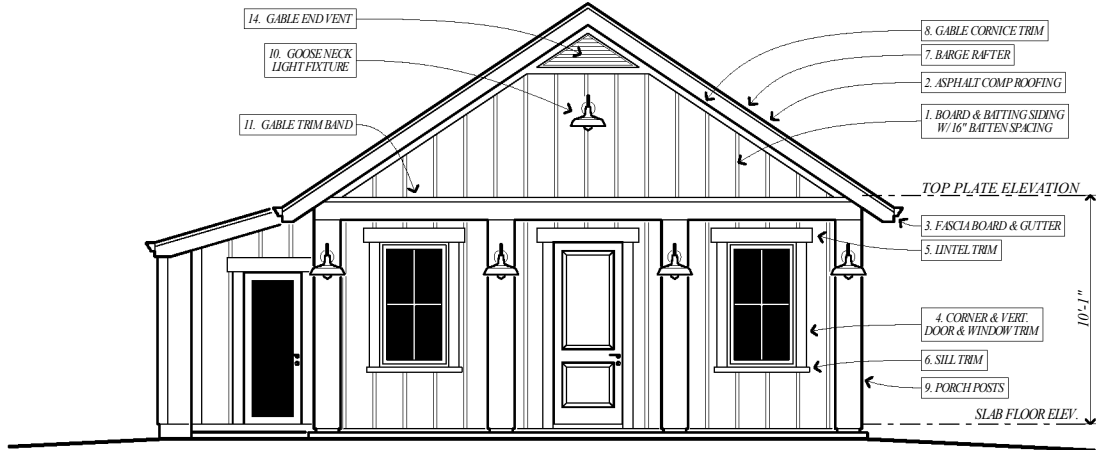 14. GABLE END VENT
10. GOOSE NECK
LIGHT FIXTURE
11. GABLE TRIM BAND
8. GABLE CORNICE TRIM
7. BARGE RAFTER
2. ASPHALT COMP ROOFING
1. BOARD & BATTING SIDING
W/ 16" BATTEN SPACING
TOP PLATE ELEVATION
3. FASCIA BOARD & GUTTER
5. LINTEL TRIM
10'-1"
4. CORNER & VERT.
DOOR & WINDOW TRIM
6. SILL TRIM
9. PORCH POSTS
SLAB FLOOR ELEV.